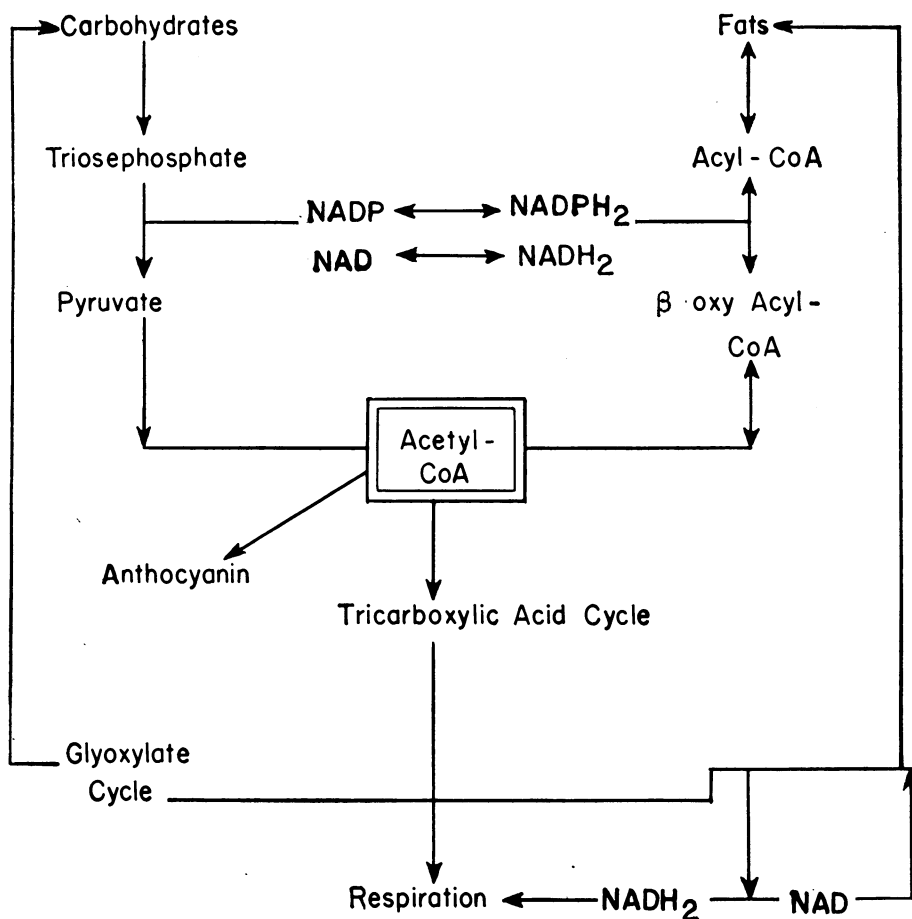 Carbohydrates
Fats
Triosephosphate
Acyl - CoA
NADP
NADPH2
NAD
NADH2
Pyruvate
β oxy Acyl -
CoA
Acetyl -
CoA
Anthocyanin
Tricarboxylic Acid Cycle
Glyoxylate
Cycle
Respiration
NADH2
NAD